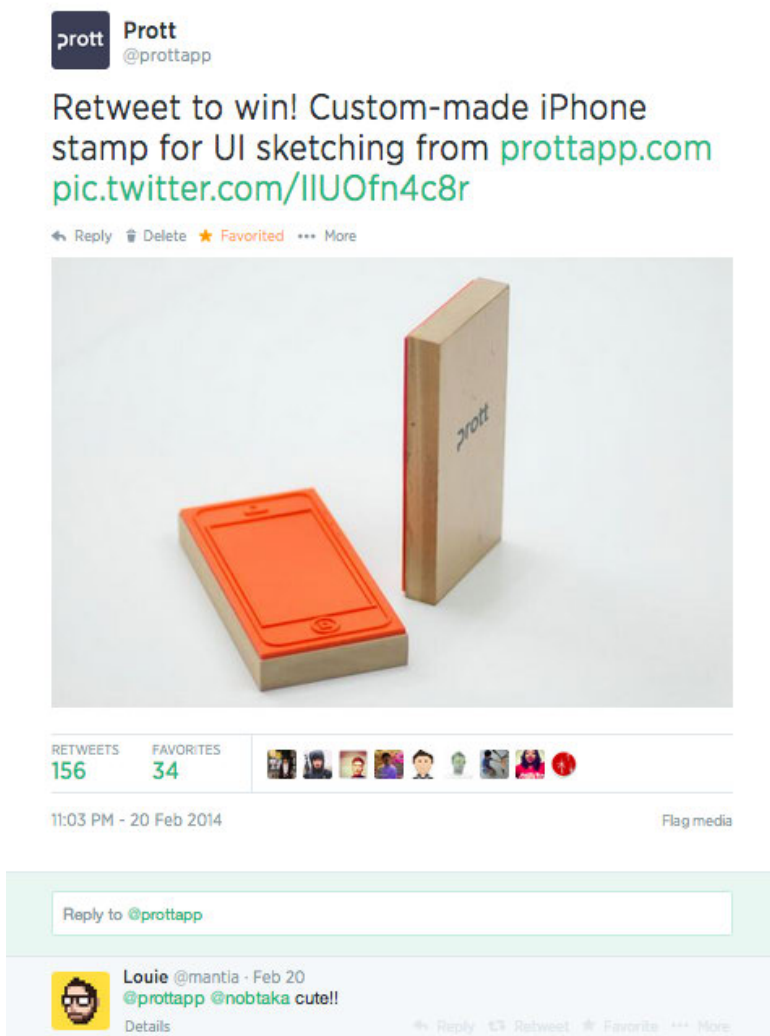 prott
Prott
@prottapp
Retweet to win! Custom-made iPhone
stamp for UI sketching from prottapp.com
pic.twitter.com/IIUOfn4c8r
Reply Delete Favorited More
prott
RETWEETS FAVORITES
156 34
11:03 PM - 20 Feb 2014 Flag media
Reply to @prottapp
Louie @mantia · Feb 20
@prottapp @nobtaka cute!!
Details Reply Retweet Favorite More